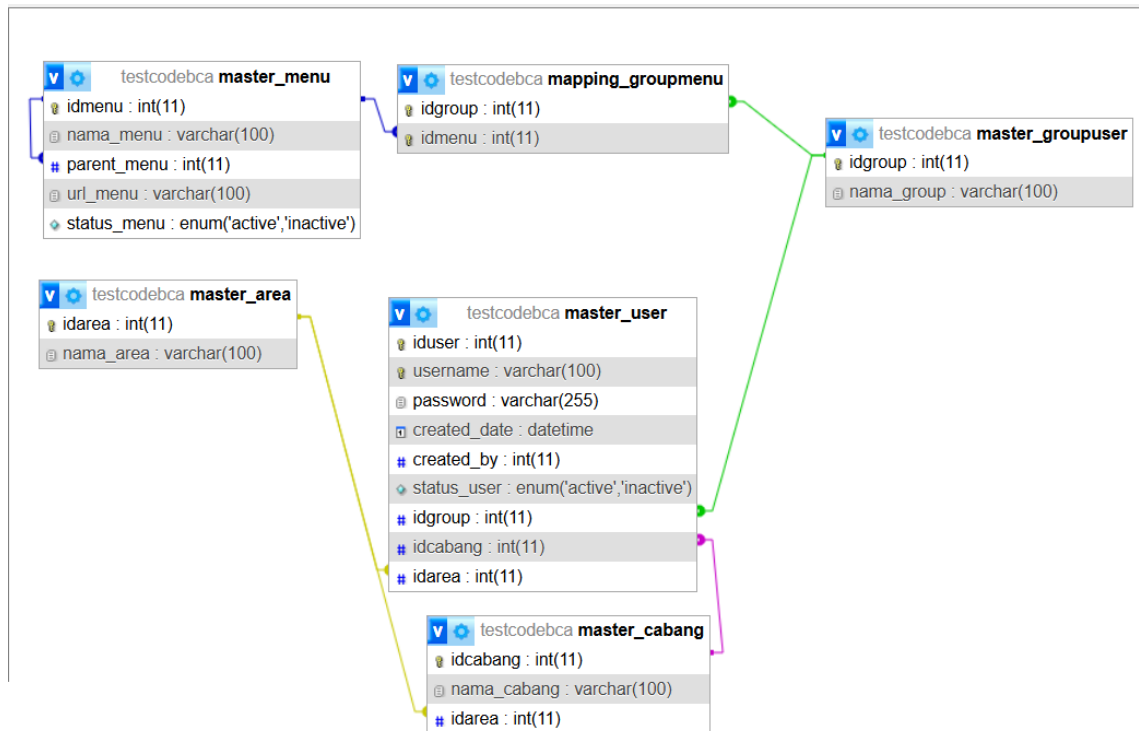 testcodebca master_menu
idmenu : int(11)
nama_menu : varchar(100)
parent_menu : int(11)
url_menu : varchar(100)
status_menu : enum('active','inactive')
testcodebca mapping_groupmenu
idgroup : int(11)
idmenu : int(11)
testcodebca master_groupuser
idgroup : int(11)
nama_group : varchar(100)
testcodebca master_area
idarea : int(11)
nama_area : varchar(100)
testcodebca master_user
iduser : int(11)
username : varchar(100)
password : varchar(255)
created_date : datetime
created_by : int(11)
status_user : enum('active','inactive')
idgroup : int(11)
idcabang : int(11)
idarea : int(11)
testcodebca master_cabang
idcabang : int(11)
nama_cabang : varchar(100)
idarea : int(11)